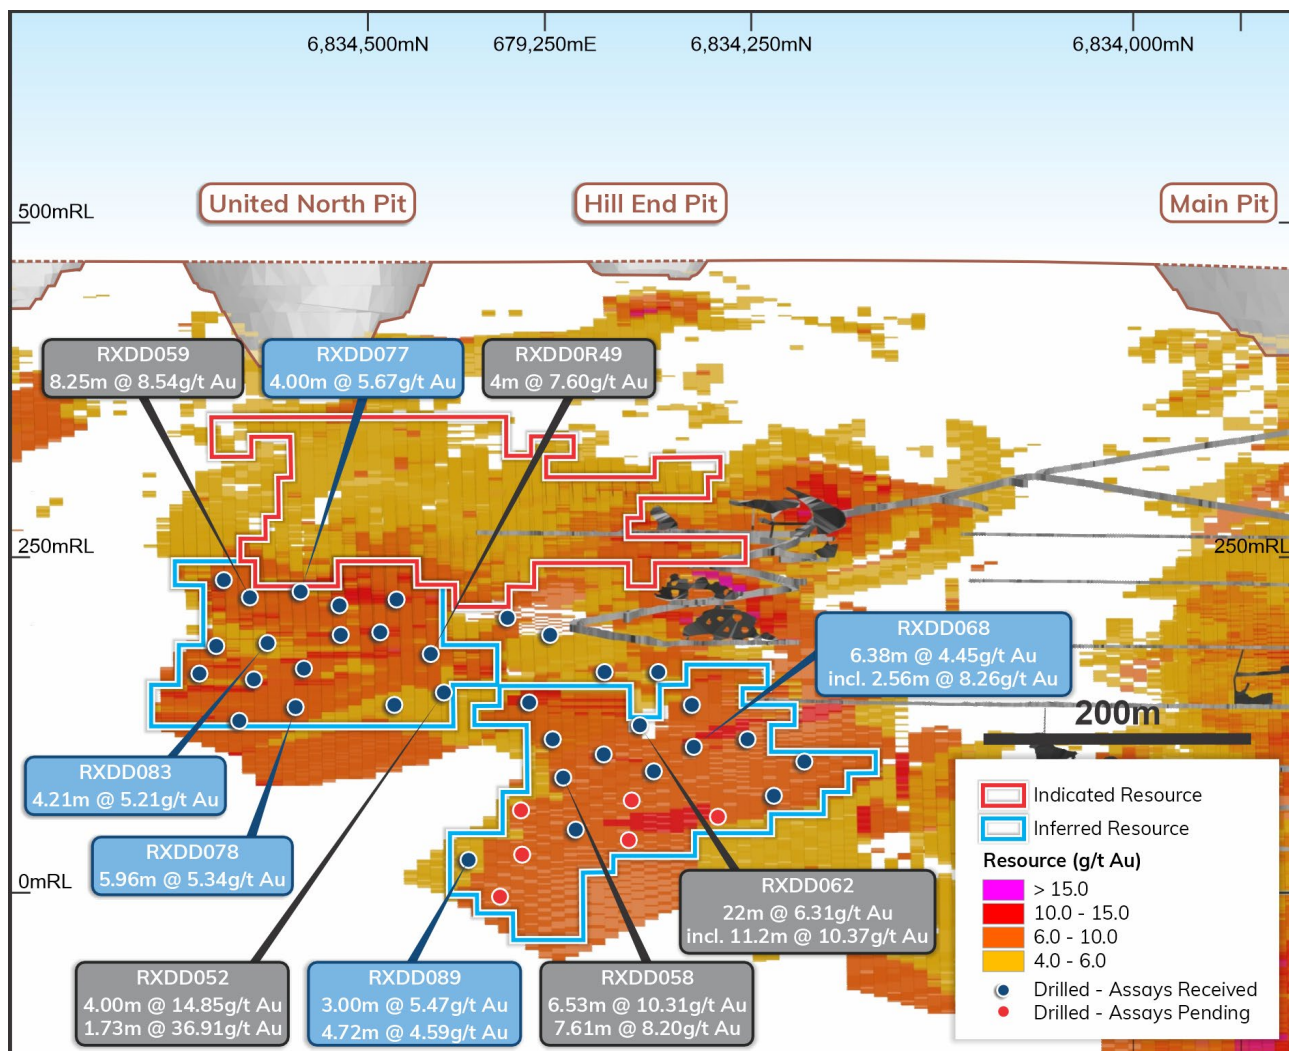 6,834,500mN
679,250mE
6,834,250mN
6,834,000mN
500mRL
United North Pit
Hill End Pit
Main Pit
RXDD059
8.25m @ 8.54g/t Au
RXDD077
4.00m @ 5.67g/t Au
RXDD0R49
4m @ 7.60g/t Au
250mRL
250mRL
RXDD068
6.38m @ 4.45g/t Au
incl. 2.56m @ 8.26g/t Au
200m
RXDD083
4.21m @ 5.21g/t Au
RXDD078
5.96m @ 5.34g/t Au
0mRL
RXDD062
22m @ 6.31g/t Au
incl. 11.2m @ 10.37g/t Au
RXDD052
4.00m @ 14.85g/t Au
1.73m @ 36.91g/t Au
RXDD089
3.00m @ 5.47g/t Au
4.72m @ 4.59g/t Au
RXDD058
6.53m @ 10.31g/t Au
7.61m @ 8.20g/t Au
Indicated Resource
Inferred Resource
Resource (g/t Au)
> 15.0
10.0 - 15.0
6.0 - 10.0
4.0 - 6.0
Drilled - Assays Received
Drilled - Assays Pending